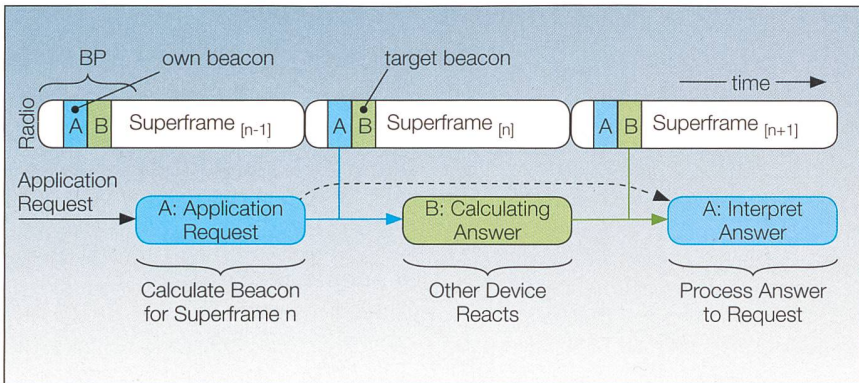 BP
own beacon
target beacon
time
Radio
A B Superframe [n-1]
A B Superframe [n]
A B Superframe [n+1]
Application
Request
A: Application
Request
B: Calculating
Answer
A: Interpret
Answer
Calculate Beacon
for Superframe n
Other Device
Reacts
Process Answer
to Request